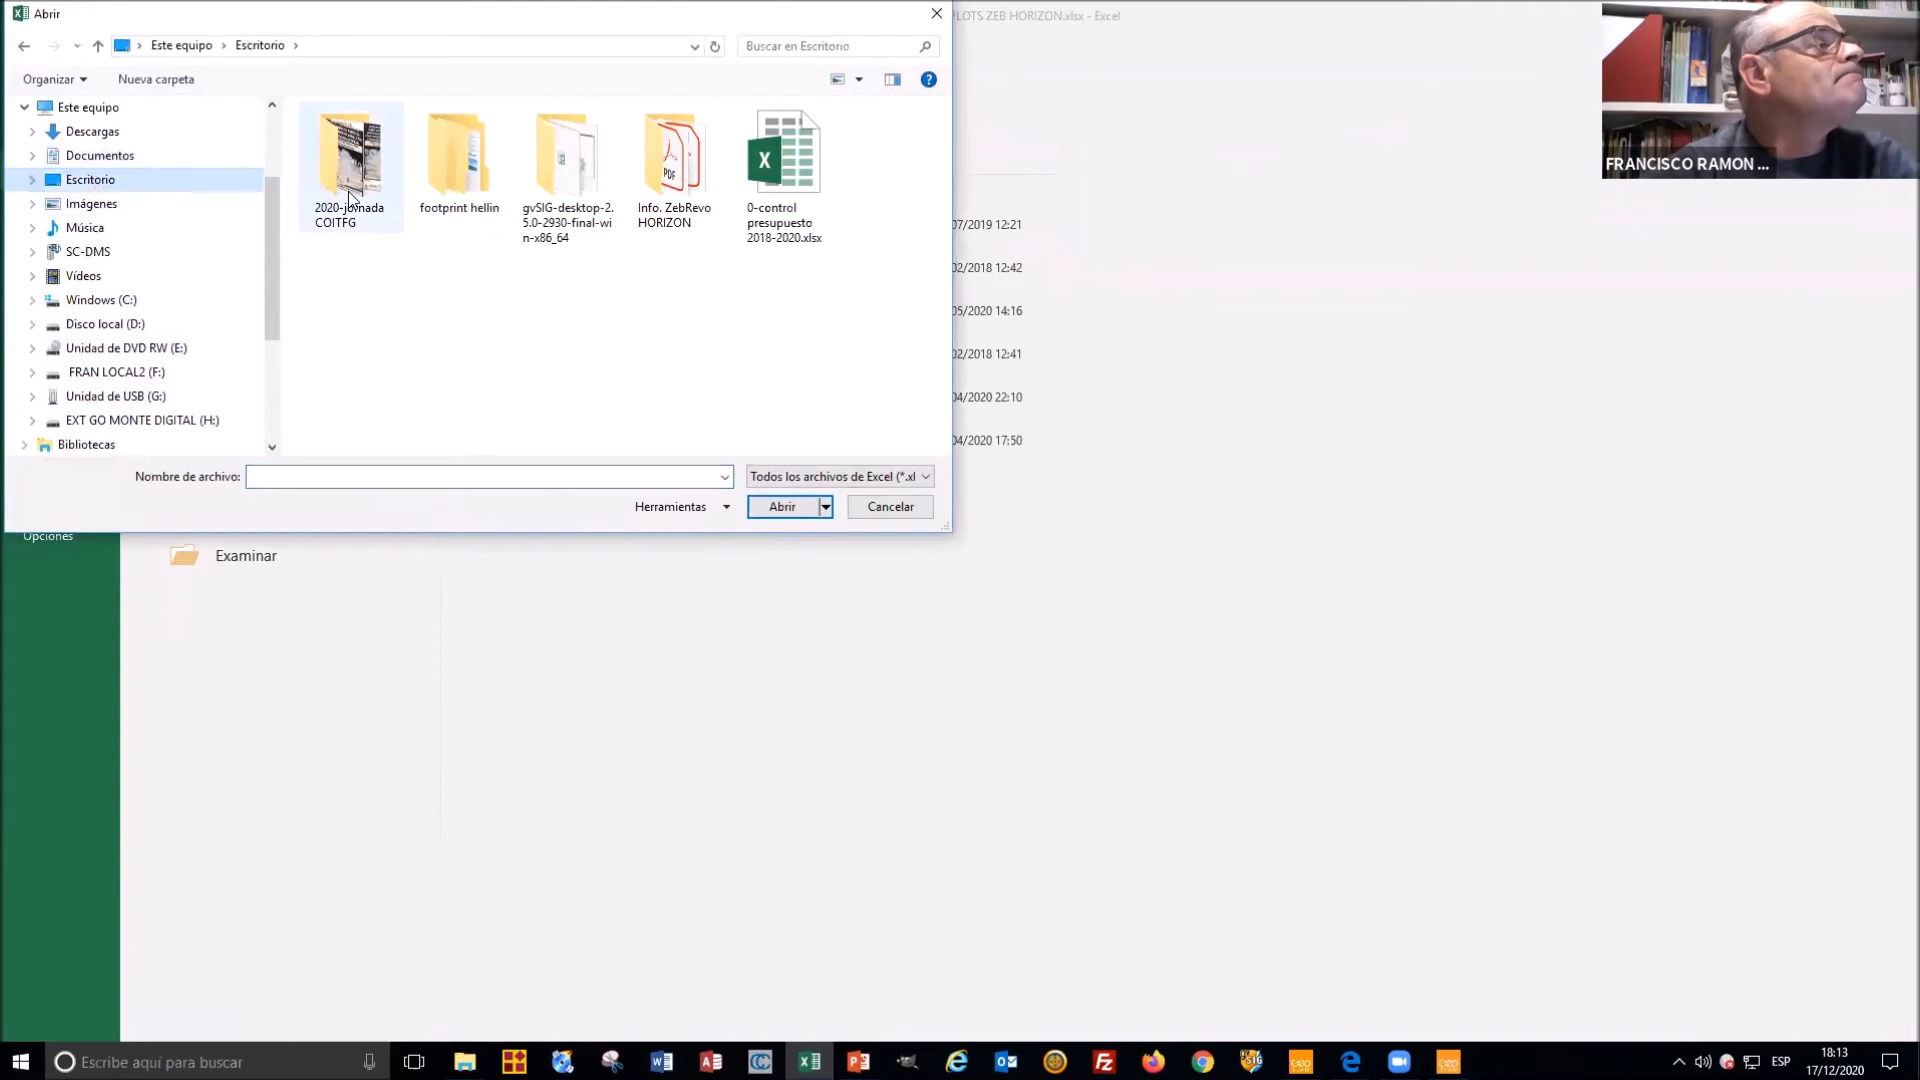 Abrir
PLOTS ZEB HORIZON.xlsx - Excel
Este equipo
Escritorio
Buscar en Escritorio
Organizar
Nueva carpeta
Este equipo
Descargas
Documentos
Escritorio
Imágenes
Música
SC-DMS
Vídeos
Windows (C:)
Disco local (D:)
Unidad de DVD RW (E:)
FRAN LOCAL2 (F:)
Unidad de USB (G:)
EXT GO MONTE DIGITAL (H:)
Bibliotecas
2020-jornada
COITFG
footprint hellin
gvSIG-desktop-2.
5.0-2930-final-wi
n-x86_64
Info. ZebRevo
HORIZON
0-control
presupuesto
2018-2020.xlsx
PDF
07/2019 12:21
02/2018 12:42
05/2020 14:16
02/2018 12:41
04/2020 22:10
04/2020 17:50
FRANCISCO RAMON ...
Nombre de archivo:
Todos los archivos de Excel (*.xl
Herramientas
Abrir
Cancelar
Opciones
Examinar
Escribe aquí para buscar
ESP
18:13
17/12/2020